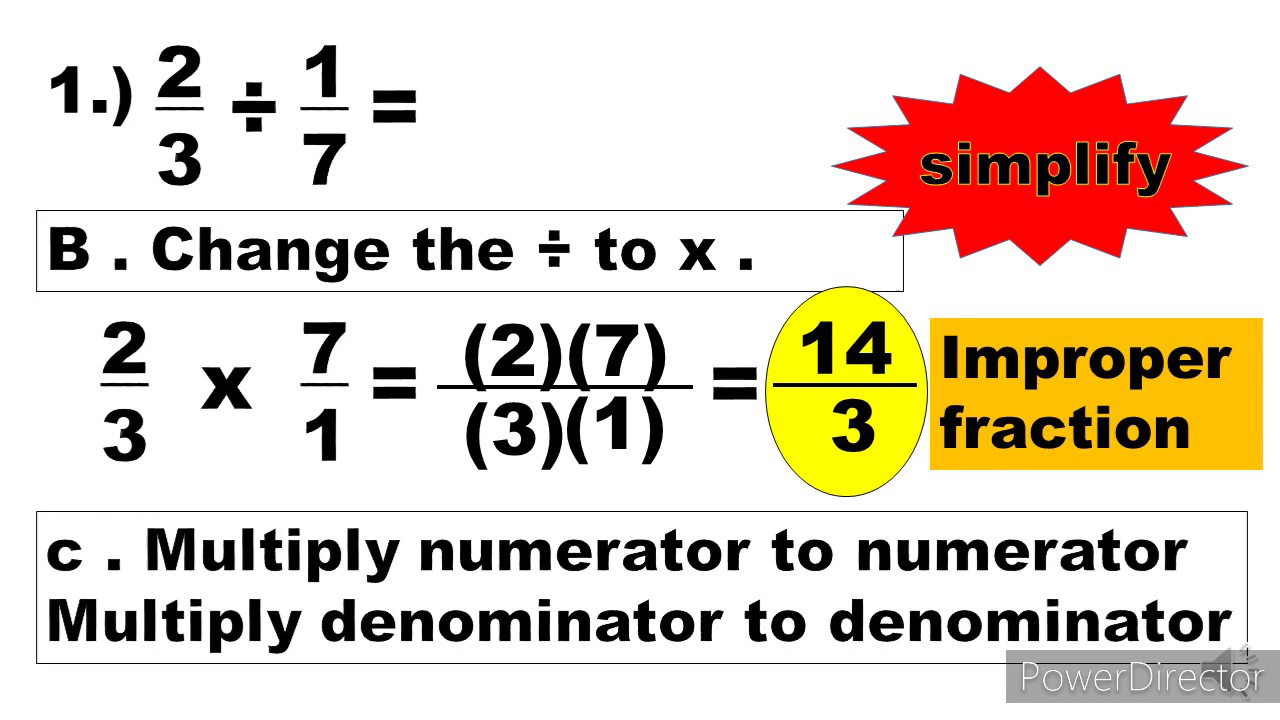 1.) 2/3 ÷ 1/7 =
simplify
B . Change the ÷ to x .
2/3 x 7/1 = (2)(7)/(3)(1) = 14/3
Improper
fraction
c . Multiply numerator to numerator
Multiply denominator to denominator
PowerDirector